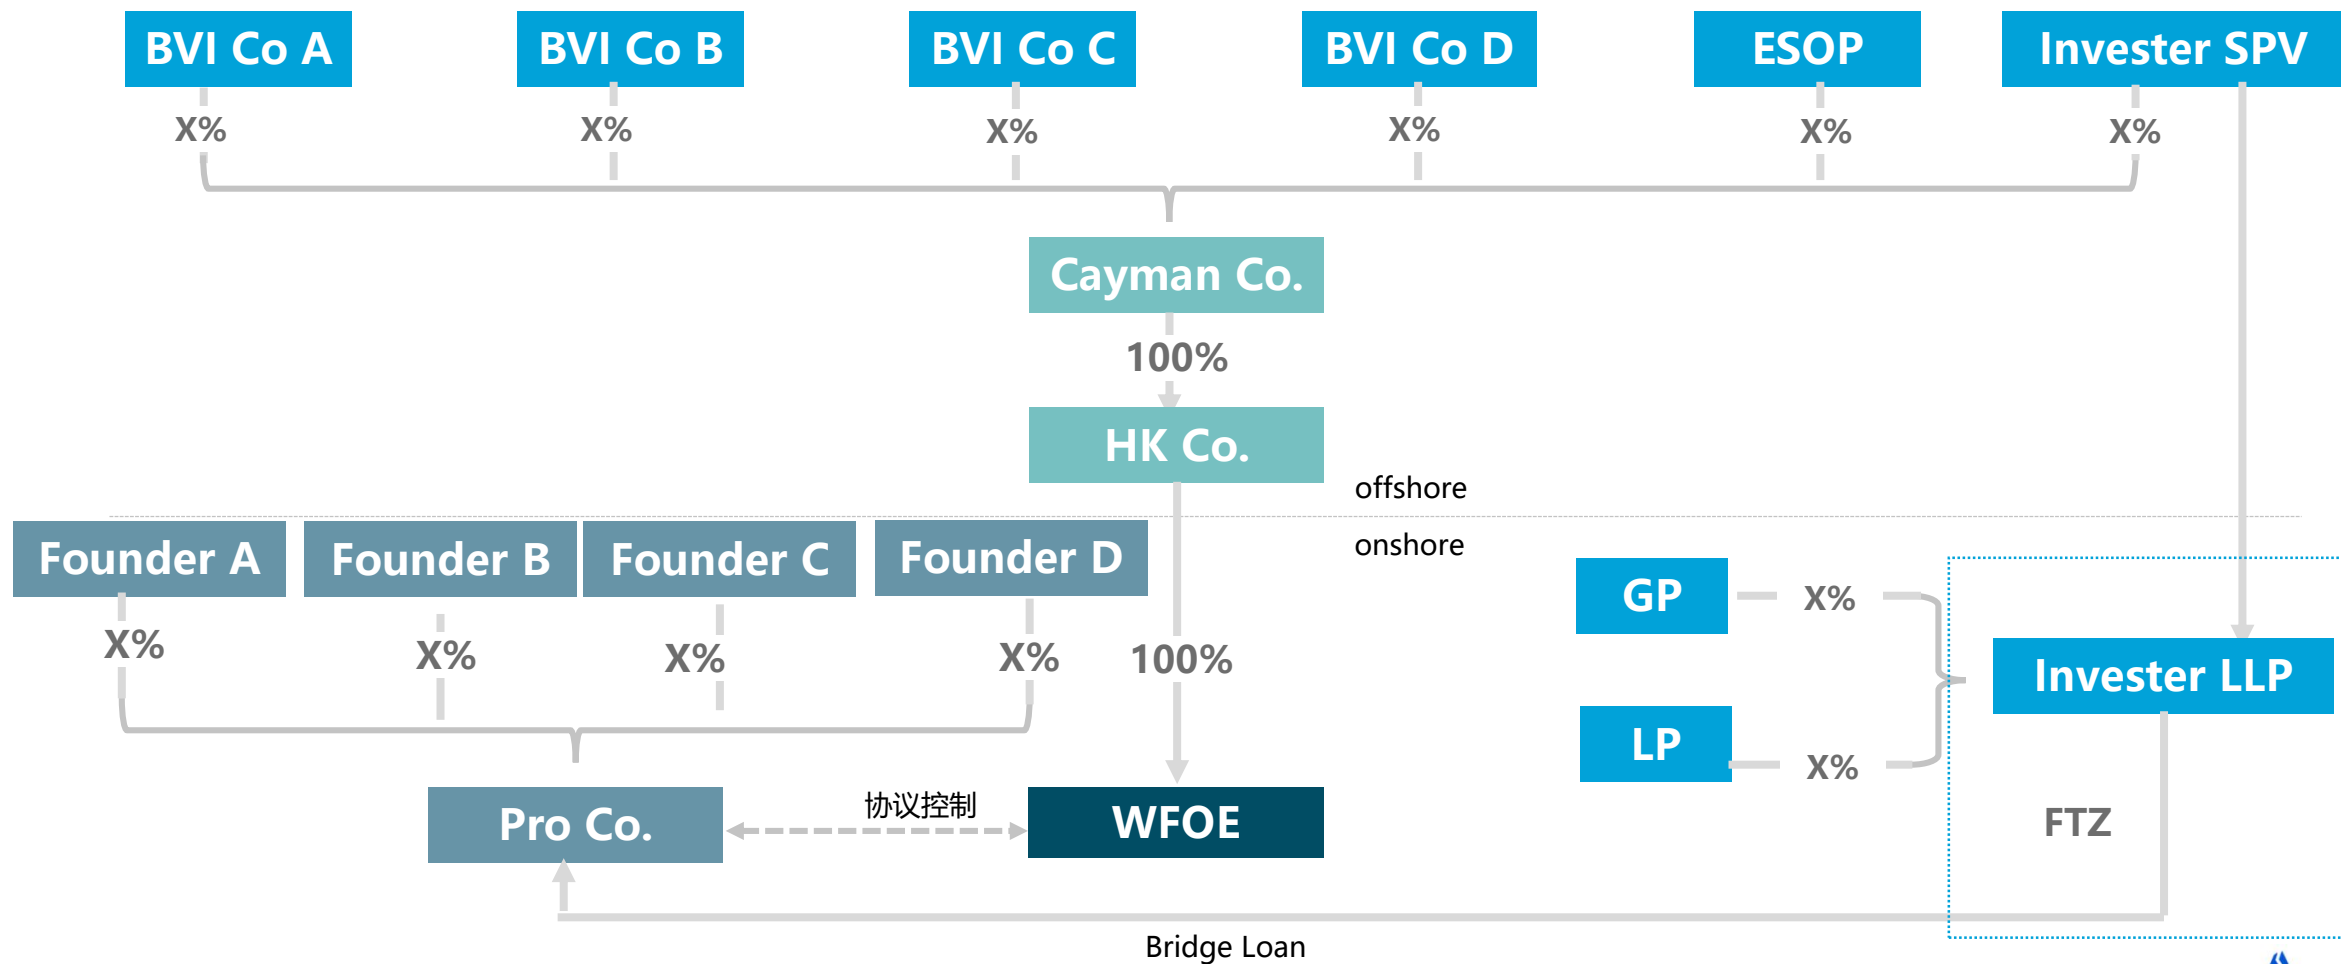 BVI Co A
BVI Co B
BVI Co C
BVI Co D
ESOP
Invester SPV
X%
X%
X%
X%
X%
X%
Cayman Co.
100%
HK Co.
offshore
onshore
Founder A
Founder B
Founder C
Founder D
GP
X%
X%
X%
X%
X%
100%
Invester LLP
LP
X%
Pro Co.
协议控制
WFOE
FTZ
Bridge Loan